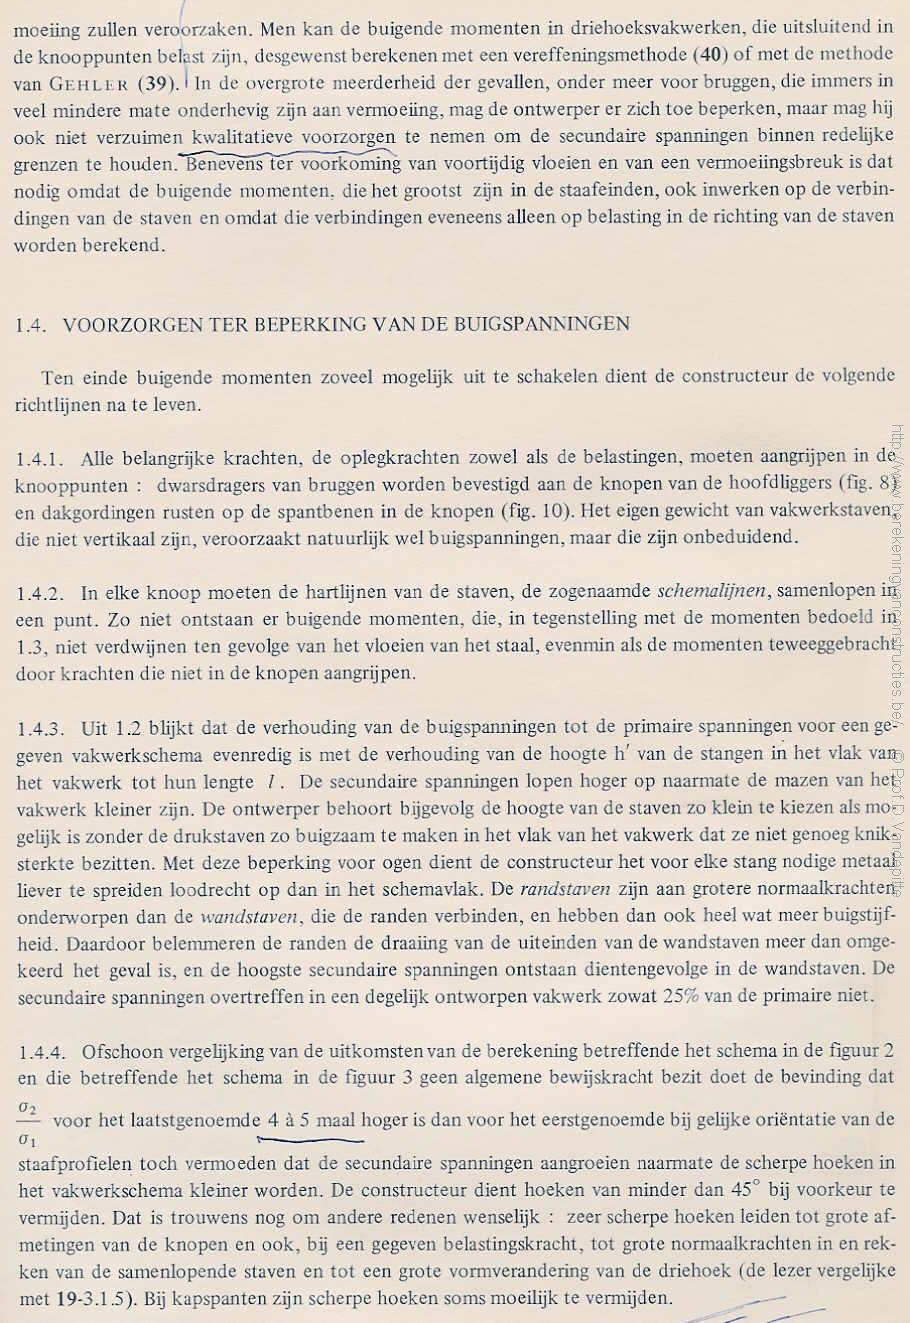 moeiing zullen veroorzaken. Men kan de buigende momenten in driehoeksvakwerken, die uitsluitend in
de knooppunten belast zijn, desgewenst berekenen met een vereffeningsmethode (40) of met de methode
van GEHLER (39). In de overgrote meerderheid der gevallen, onder meer voor bruggen, die immers in
veel mindere mate onderhevig zijn aan vermoeiing, mag de ontwerper er zich toe beperken, maar mag hij
ook niet verzuimen kwalitatieve voorzorgen te nemen om de secundaire spanningen binnen redelijke
grenzen te houden. Benevens ter voorkoming van voortijdig vloeien en van een vermoeiingsbreuk is dat
nodig omdat de buigende momenten, die het grootst zijn in de staafeinden, ook inwerken op de verbin-
dingen van de staven en omdat die verbindingen eveneens alleen op belasting in de richting van de staven
worden berekend.
1.4. VOORZORGEN TER BEPERKING VAN DE BUIGSPANNINGEN
Ten einde buigende momenten zoveel mogelijk uit te schakelen dient de constructeur de volgende
richtlijnen na te leven.
1.4.1. Alle belangrijke krachten, de oplegkrachten zowel als de belastingen, moeten aangrijpen in de
knooppunten : dwarsdragers van bruggen worden bevestigd aan de knopen van de hoofdliggers (fig. 8)
en dakgordingen rusten op de spantbenen in de knopen (fig. 10). Het eigen gewicht van vakwerkstaven,
die niet vertikaal zijn, veroorzaakt natuurlijk wel buigspanningen, maar die zijn onbeduidend.
1.4.2. In elke knoop moeten de hartlijnen van de staven, de zogenaamde schemalijnen, samenlopen in
een punt. Zo niet ontstaan er buigende momenten, die, in tegenstelling met de momenten bedoeld in
1.3, niet verdwijnen ten gevolge van het vloeien van het staal, evenmin als de momenten teweeggebracht
door krachten die niet in de knopen aangrijpen.
1.4.3. Uit 1.2 blijkt dat de verhouding van de buigspanningen tot de primaire spanningen voor een ge-
geven vakwerkschema evenredig is met de verhouding van de hoogte h' van de stangen in het vlak van
het vakwerk tot hun lengte l. De secundaire spanningen lopen hoger op naarmate de mazen van het
vakwerk kleiner zijn. De ontwerper behoort bijgevolg de hoogte van de staven zo klein te kiezen als mo-
gelijk is zonder de drukstaven zo buigzaam te maken in het vlak van het vakwerk dat ze niet genoeg knik-
sterkte bezitten. Met deze beperking voor ogen dient de constructeur het voor elke stang nodige metaal
liever te spreiden loodrecht op dan in het schemavlak. De randstaven zijn aan grotere normaalkrachten
onderworpen dan de wandstaven, die de randen verbinden, en hebben dan ook heel wat meer buigstijf-
heid. Daardoor belemmeren de randen de draaiing van de uiteinden van de wandstaven meer dan omge-
keerd het geval is, en de hoogste secundaire spanningen ontstaan dientengevolge in de wandstaven. De
secundaire spanningen overtreffen in een degelijk ontworpen vakwerk zowat 25% van de primaire niet.
1.4.4. Ofschoon vergelijking van de uitkomsten van de berekening betreffende het schema in de figuur 2
en die betreffende het schema in de figuur 3 geen algemene bewijskracht bezit doet de bevinding dat
σ2/σ1 voor het laatstgenoemde 4 à 5 maal hoger is dan voor het eerstgenoemde bij gelijke oriëntatie van de
staafprofielen toch vermoeden dat de secundaire spanningen aangroeien naarmate de scherpe hoeken in
het vakwerkschema kleiner worden. De constructeur dient hoeken van minder dan 45° bij voorkeur te
vermijden. Dat is trouwens nog om andere redenen wenselijk : zeer scherpe hoeken leiden tot grote af-
metingen van de knopen en ook, bij een gegeven belastingskracht, tot grote normaalkrachten in en rek-
ken van de samenlopende staven en tot een grote vormverandering van de driehoek (de lezer vergelijke
met 19-3.1.5). Bij kapspanten zijn scherpe hoeken soms moeilijk te vermijden.
http://www.berekeningvanconstructies.be/ © Prof. D. Vandepitte